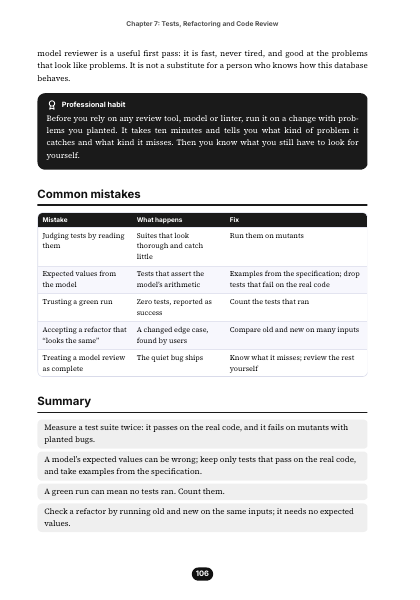 Chapter 7: Tests, Refactoring and Code Review
model reviewer is a useful first pass: it is fast, never tired, and good at the problems
that look like problems. It is not a substitute for a person who knows how this database
behaves.
Professional habit
Before you rely on any review tool, model or linter, run it on a change with prob-
lems you planted. It takes ten minutes and tells you what kind of problem it
catches and what kind it misses. Then you know what you still have to look for
yourself.
Common mistakes
Mistake What happens Fix
Judging tests by reading Suites that look Run them on mutants
them thorough and catch
little
Expected values from Tests that assert the Examples from the specification; drop
the model model's arithmetic tests that fail on the real code
Trusting a green run Zero tests, reported as Count the tests that ran
success
Accepting a refactor that A changed edge case, Compare old and new on many inputs
“looks the same” found by users
Treating a model review The quiet bug ships Know what it misses; review the rest
as complete yourself
Summary
Measure a test suite twice: it passes on the real code, and it fails on mutants with
planted bugs.
A model's expected values can be wrong; keep only tests that pass on the real code,
and take examples from the specification.
A green run can mean no tests ran. Count them.
Check a refactor by running old and new on the same inputs; it needs no expected
values.
106